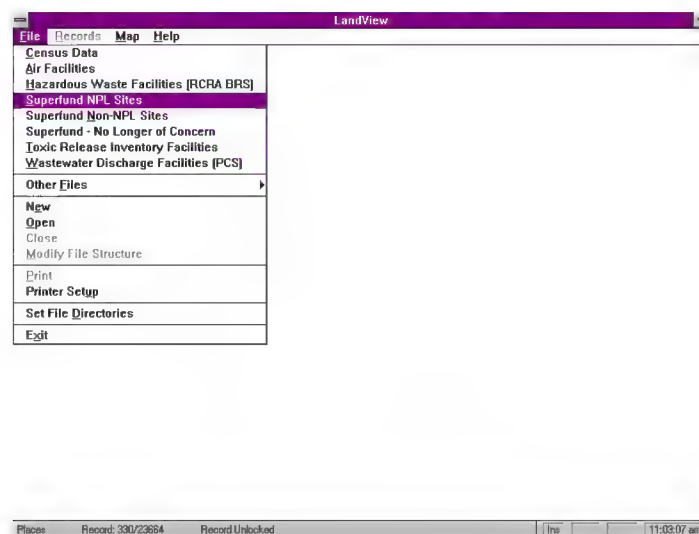 LandView
File Records Map Help
Census Data
Air Facilities
Hazardous Waste Facilities (RCRA BRS)
Superfund NPL Sites
Superfund Non-NPL Sites
Superfund - No Longer of Concern
Toxic Release Inventory Facilities
Wastewater Discharge Facilities (PCS)
Other Files
New
Open
Close
Modify File Structure
Print
Printer Setup
Set File Directories
Exit
Places Record: 330/23664 Record Unlocked Ins 11:03:07 am